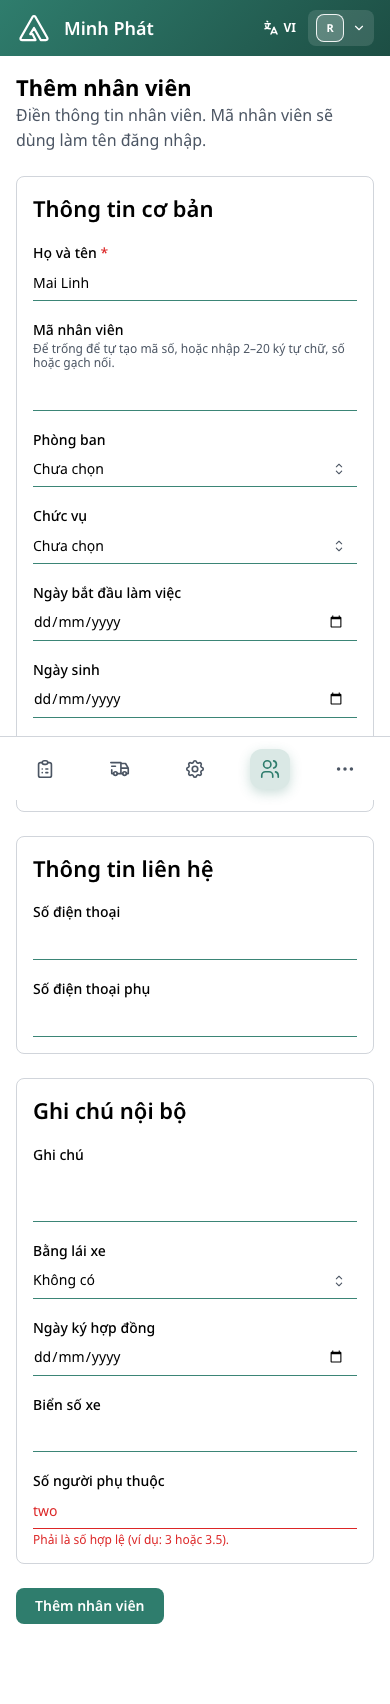 Minh Phát
VI
R
Thêm nhân viên
Điền thông tin nhân viên. Mã nhân viên sẽ
dùng làm tên đăng nhập.
Thông tin cơ bản
Họ và tên *
Mai Linh
Mã nhân viên
Để trống để tự tạo mã số, hoặc nhập 2–20 ký tự chữ, số
hoặc gạch nối.
Phòng ban
Chưa chọn
Chức vụ
Chưa chọn
Ngày bắt đầu làm việc
dd/mm/yyyy
Ngày sinh
dd/mm/yyyy
Thông tin liên hệ
Số điện thoại
Số điện thoại phụ
Ghi chú nội bộ
Ghi chú
Bằng lái xe
Không có
Ngày ký hợp đồng
dd/mm/yyyy
Biển số xe
Số người phụ thuộc
two
Phải là số hợp lệ (ví dụ: 3 hoặc 3.5).
Thêm nhân viên